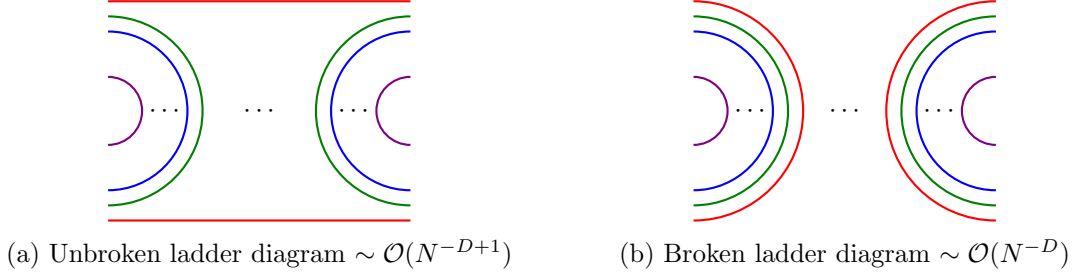 ... ... ... ... ... ...
(a) Unbroken ladder diagram ∼ 𝒪(N^{−D+1}) (b) Broken ladder diagram ∼ 𝒪(N^{−D})